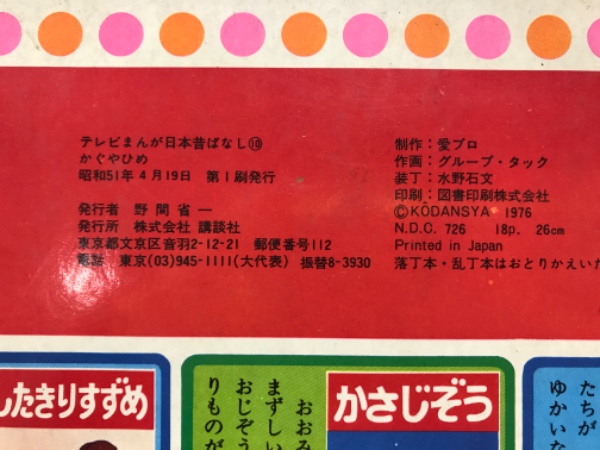 テレビまんが日本昔ばなし⑩
かぐやひめ
昭和51年4月19日 第1刷発行
発行者 野間省一
発行所 株式会社 講談社
東京都文京区音羽2-12-21 郵便番号112
電話 東京(03)945-1111(大代表) 振替8-3930
制作：愛プロ
作画：グループ・タック
装丁：水野石文
印刷：図書印刷株式会社
©KŌDANSYA 1976
N.D.C. 726 18p. 26cm
Printed in Japan
落丁本・乱丁本はおとりかえいた
したきりすずめ
かさじぞう
おおみ
まずしい
おじぞう
りものが
たちが
ゆかいな